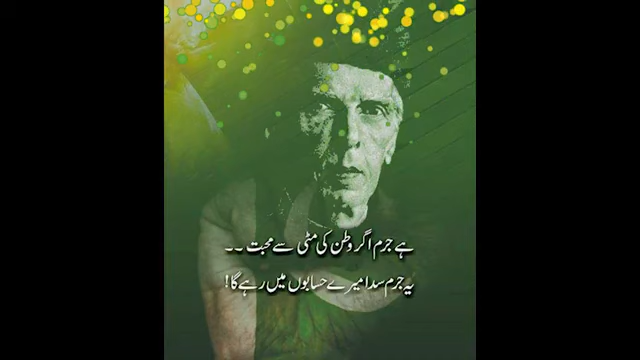 ہے جرم اگر وطن کی مٹی سے محبت ۔۔
یہ جرم سدا میرے حسابوں میں رہے گا!